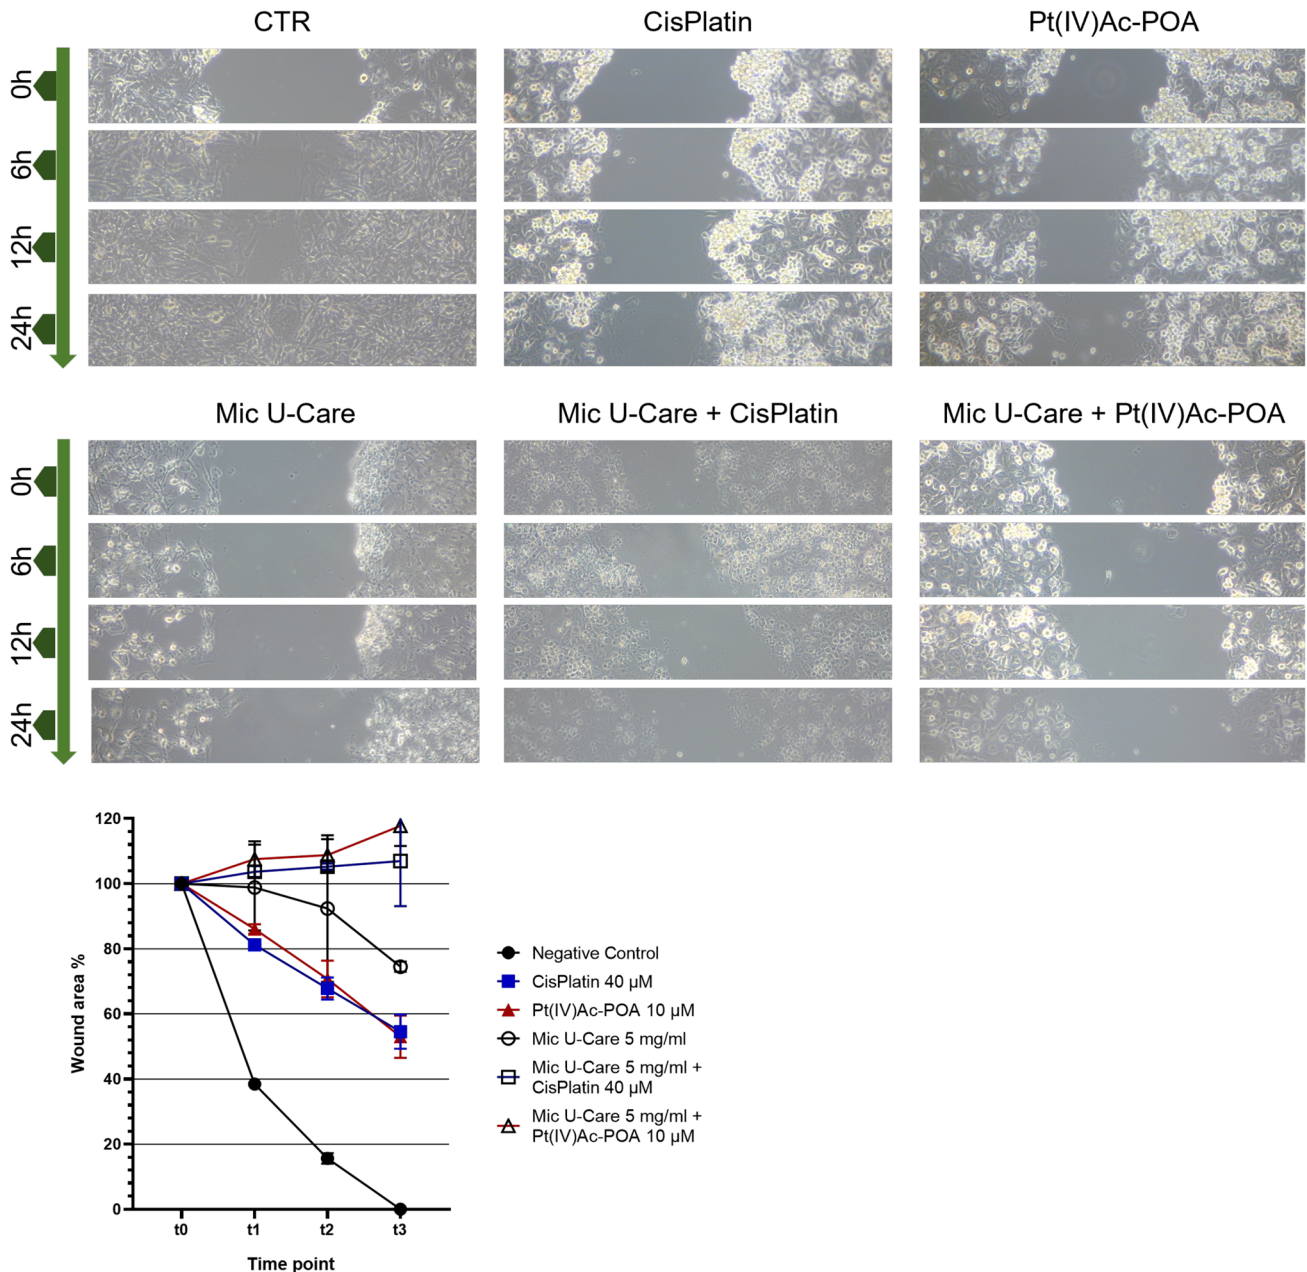 CTR
CisPlatin
Pt(IV)Ac-POA
0h
6h
12h
24h
Mic U-Care
Mic U-Care + CisPlatin
Mic U-Care + Pt(IV)Ac-POA
0h
6h
12h
24h
Wound area %
120
100
80
60
40
20
0
t0
t1
t2
t3
Time point
Negative Control
CisPlatin 40 µM
Pt(IV)Ac-POA 10 µM
Mic U-Care 5 mg/ml
Mic U-Care 5 mg/ml +
CisPlatin 40 µM
Mic U-Care 5 mg/ml +
Pt(IV)Ac-POA 10 µM